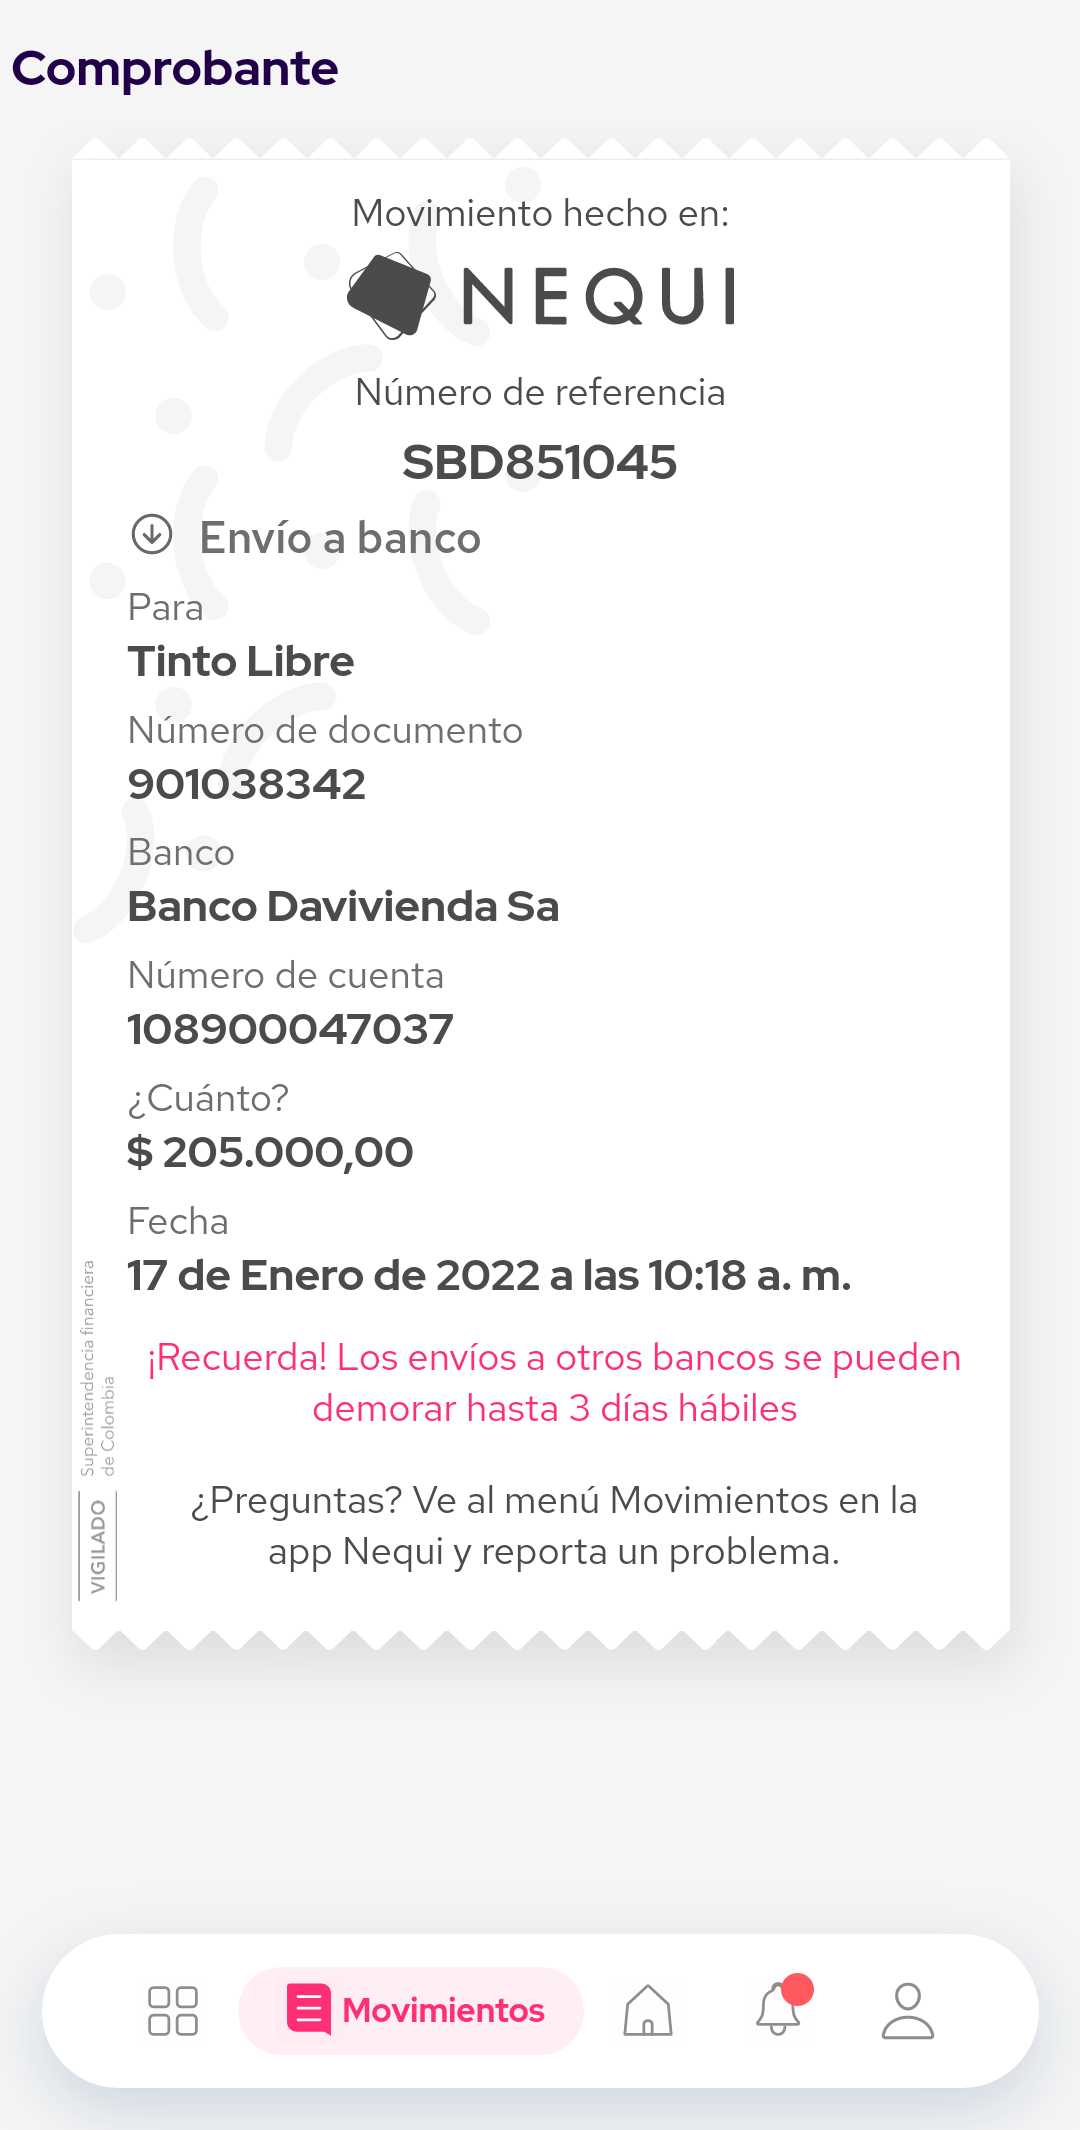 Comprobante
Movimiento hecho en:
NEQUI
Número de referencia
SBD851045
Envío a banco
Para
Tinto Libre
Número de documento
901038342
Banco
Banco Davivienda Sa
Número de cuenta
108900047037
¿Cuánto?
$ 205.000,00
Fecha
17 de Enero de 2022 a las 10:18 a. m.
¡Recuerda! Los envíos a otros bancos se pueden
demorar hasta 3 días hábiles
¿Preguntas? Ve al menú Movimientos en la
app Nequi y reporta un problema.
VIGILADO
Superintendencia financiera
de Colombia
Movimientos